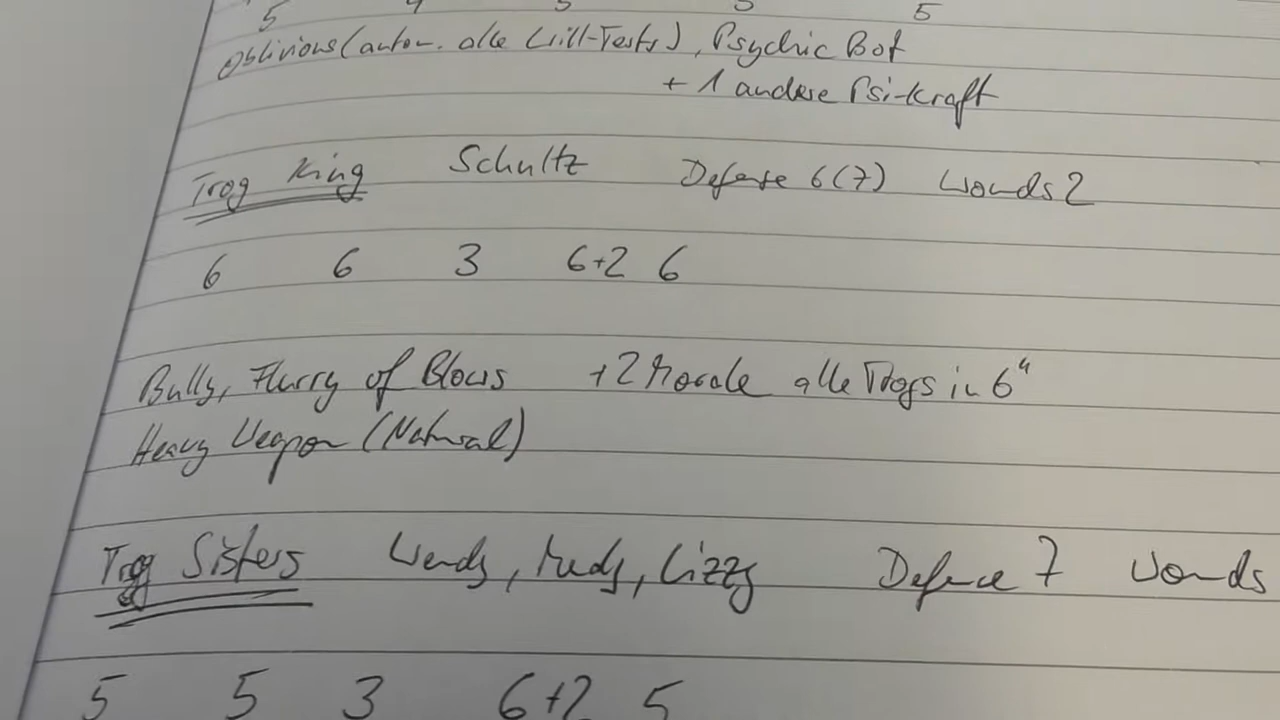 5 4 5 5 5
Oblivious (autom. alle Will-Tests), Psychic Bot
+ 1 andere Psi-Kraft
Trog King Schultz Defense 6(7) Wounds 2
6 6 3 6+2 6
Bully, Flurry of Blows +2 Morale alle Trogs in 6"
Heavy Weapon (Natural)
Trog Sisters Wendy, Lizzy Defence 7 Wounds
5 5 3 6+2 5